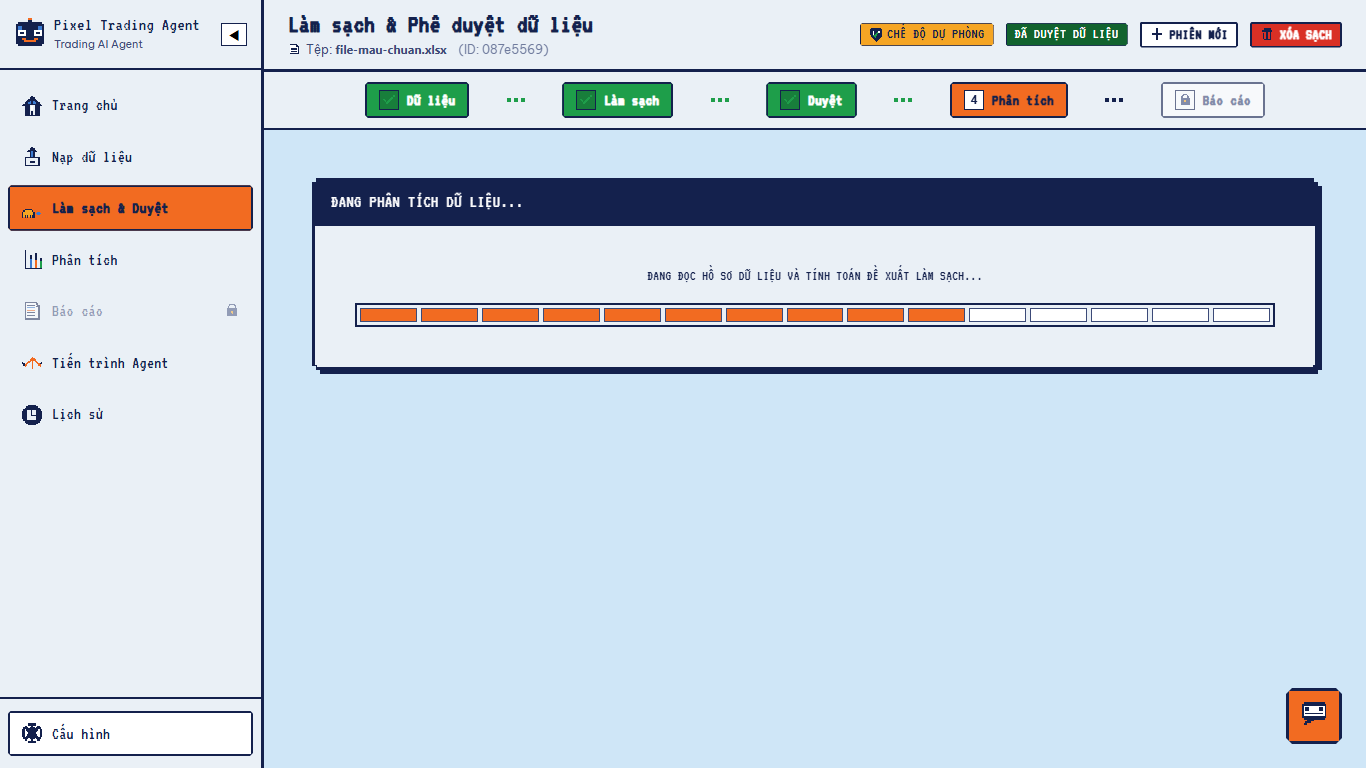 Pixel Trading Agent
Trading AI Agent
Trang chủ
Nạp dữ liệu
Làm sạch & Duyệt
Phân tích
Báo cáo
Tiến trình Agent
Lịch sử
Cấu hình
Làm sạch & Phê duyệt dữ liệu
Tệp: file-mau-chuan.xlsx (ID: 087e5569)
CHẾ ĐỘ DỰ PHÒNG
ĐÃ DUYỆT DỮ LIỆU
PHIÊN MỚI
XÓA SẠCH
Dữ liệu
Làm sạch
Duyệt
4 Phân tích
Báo cáo
ĐANG PHÂN TÍCH DỮ LIỆU...
ĐANG ĐỌC HỒ SƠ DỮ LIỆU VÀ TÍNH TOÁN ĐỀ XUẤT LÀM SẠCH...